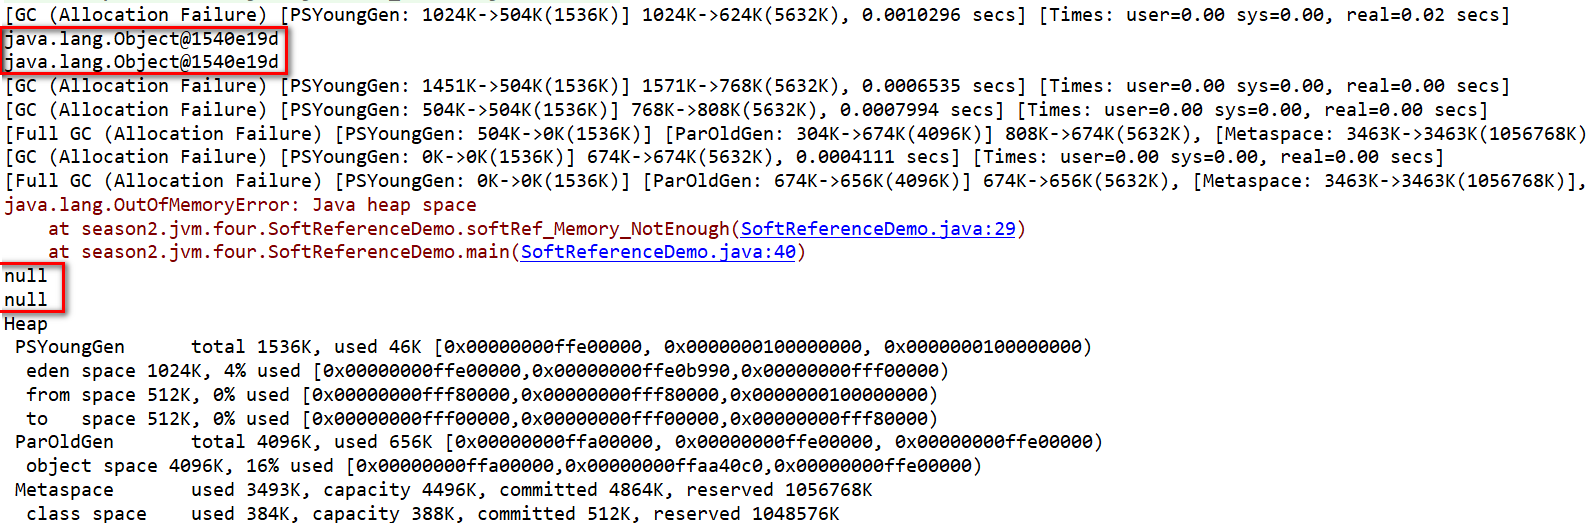 [GC (Allocation Failure) [PSYoungGen: 1024K->504K(1536K)] 1024K->624K(5632K), 0.0010296 secs] [Times: user=0.00 sys=0.00, real=0.02 secs]
java.lang.Object@1540e19d
java.lang.Object@1540e19d
[GC (Allocation Failure) [PSYoungGen: 1451K->504K(1536K)] 1571K->768K(5632K), 0.0006535 secs] [Times: user=0.00 sys=0.00, real=0.00 secs]
[GC (Allocation Failure) [PSYoungGen: 504K->504K(1536K)] 768K->808K(5632K), 0.0007994 secs] [Times: user=0.00 sys=0.00, real=0.00 secs]
[Full GC (Allocation Failure) [PSYoungGen: 504K->0K(1536K)] [ParOldGen: 304K->674K(4096K)] 808K->674K(5632K), [Metaspace: 3463K->3463K(1056768K)
[GC (Allocation Failure) [PSYoungGen: 0K->0K(1536K)] 674K->674K(5632K), 0.0004111 secs] [Times: user=0.00 sys=0.00, real=0.00 secs]
[Full GC (Allocation Failure) [PSYoungGen: 0K->0K(1536K)] [ParOldGen: 674K->656K(4096K)] 674K->656K(5632K), [Metaspace: 3463K->3463K(1056768K)],
java.lang.OutOfMemoryError: Java heap space
at season2.jvm.four.SoftReferenceDemo.softRef_Memory_NotEnough(SoftReferenceDemo.java:29)
at season2.jvm.four.SoftReferenceDemo.main(SoftReferenceDemo.java:40)
null
null
Heap
PSYoungGen total 1536K, used 46K [0x00000000ffe00000, 0x0000000100000000, 0x0000000100000000)
eden space 1024K, 4% used [0x00000000ffe00000,0x00000000ffe0b990,0x00000000fff00000)
from space 512K, 0% used [0x00000000fff80000,0x00000000fff80000,0x0000000100000000)
to space 512K, 0% used [0x00000000fff00000,0x00000000fff00000,0x00000000fff80000)
ParOldGen total 4096K, used 656K [0x00000000ffa00000, 0x00000000ffe00000, 0x00000000ffe00000)
object space 4096K, 16% used [0x00000000ffa00000,0x00000000ffaa40c0,0x00000000ffe00000)
Metaspace used 3493K, capacity 4496K, committed 4864K, reserved 1056768K
class space used 384K, capacity 388K, committed 512K, reserved 1048576K